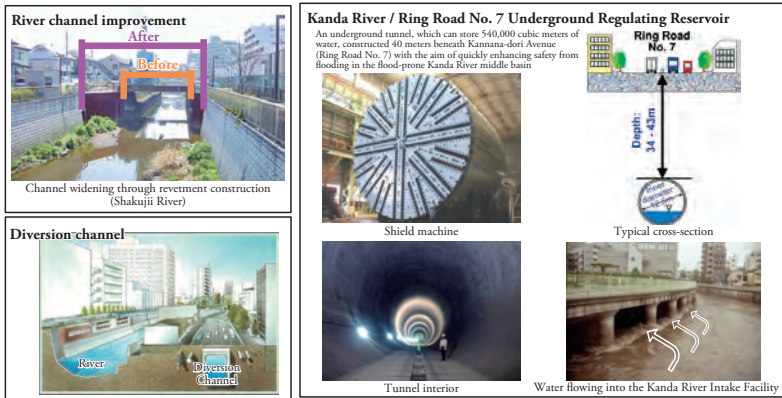 River channel improvement
After
Before
Channel widening through revetment construction
(Shakujii River)
Diversion channel
River
Diversion
Channel
Kanda River / Ring Road No. 7 Underground Regulating Reservoir
An underground tunnel, which can store 540,000 cubic meters of
water, constructed 40 meters beneath Kannana-dori Avenue
(Ring Road No. 7) with the aim of quickly enhancing safety from
flooding in the flood-prone Kanda River middle basin
Shield machine
Ring Road
No. 7
Depth:
34 - 43m
Inner
diameter
12.5m
Typical cross-section
Tunnel interior
Water flowing into the Kanda River Intake Facility